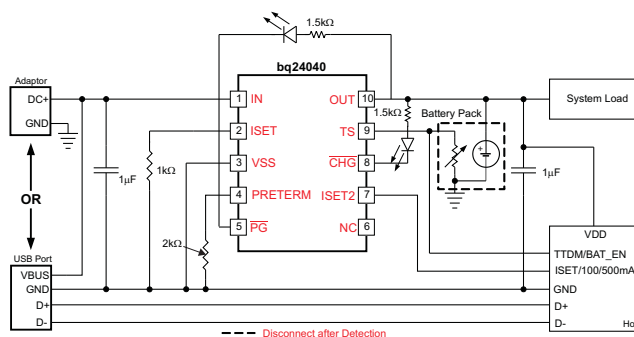 1.5kΩ
bq24040
Adaptor
DC+
GND
OR
USB Port
VBUS
GND
D+
D-
1μF
1kΩ
2kΩ
1 IN
2 ISET
3 VSS
4 PRETERM
5 PG
OUT 10
TS 9
CHG 8
ISET2 7
NC 6
1.5kΩ
Battery Pack
+
System Load
1μF
VDD
TTDM/BAT_EN
ISET/100/500mA
GND
D+
D-
Disconnect after Detection